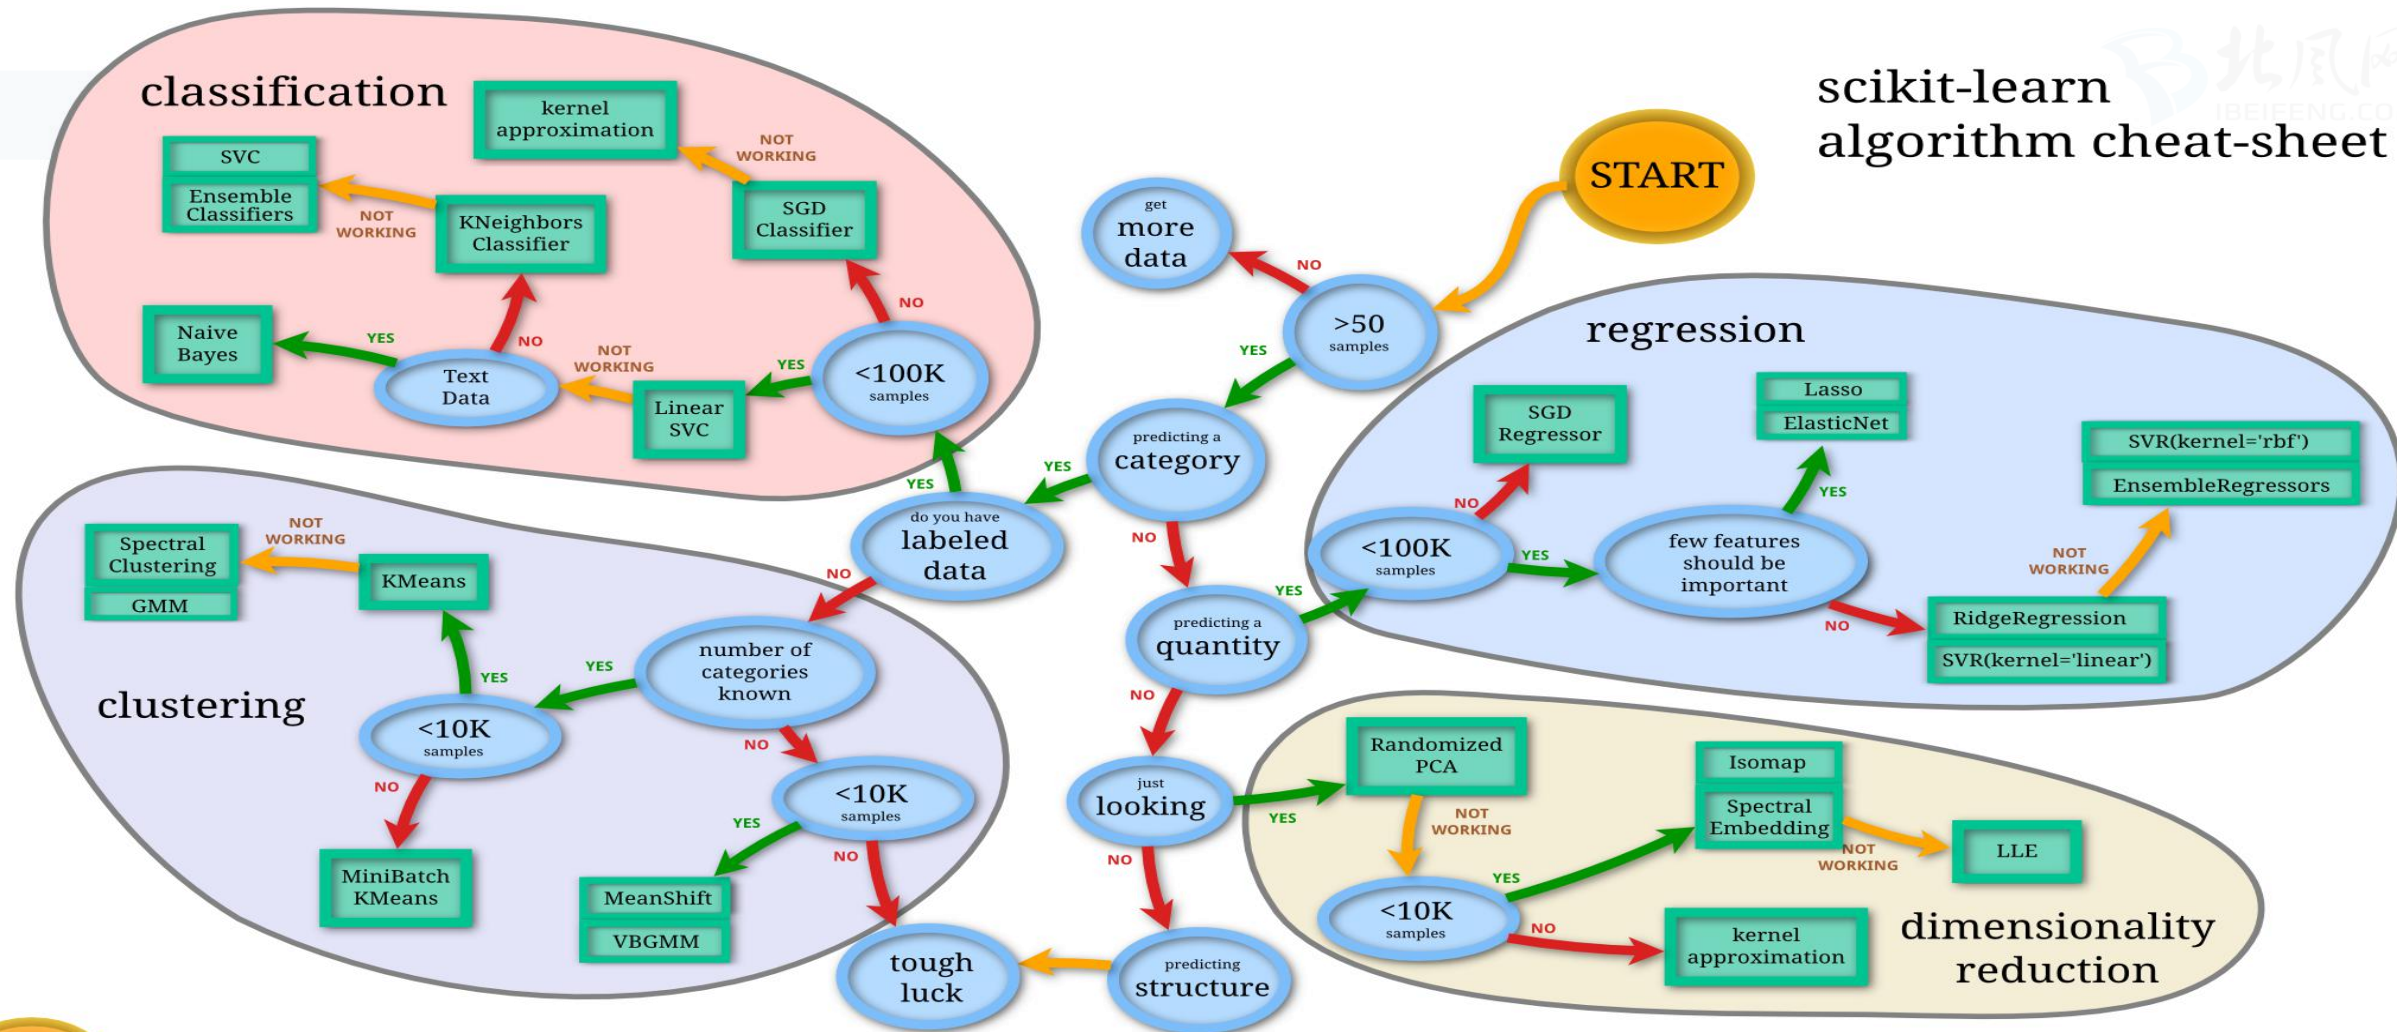 classification
kernel
approximation
NOT
WORKING
SVC
Ensemble
Classifiers
NOT
WORKING
KNeighbors
Classifier
SGD
Classifier
NO
Naive
Bayes
YES
NO
Text
Data
NOT
WORKING
Linear
SVC
YES
<100K
samples
YES
scikit-learn
algorithm cheat-sheet
北风网
IBEIFENG.CO
START
get
more
data
NO
>50
samples
YES
predicting a
category
YES
NO
do you have
labeled
data
NO
predicting a
quantity
YES
NO
just
looking
YES
NO
predicting
structure
tough
luck
regression
SGD
Regressor
Lasso
ElasticNet
SVR(kernel='rbf')
EnsembleRegressors
NO
YES
<100K
samples
YES
few features
should be
important
NOT
WORKING
NO
RidgeRegression
SVR(kernel='linear')
clustering
Spectral
Clustering
GMM
NOT
WORKING
KMeans
number of
categories
known
YES
YES
<10K
samples
NO
NO
<10K
samples
YES
NO
MiniBatch
KMeans
MeanShift
VBGMM
Randomized
PCA
NOT
WORKING
Isomap
Spectral
Embedding
NOT
WORKING
LLE
YES
<10K
samples
NO
kernel
approximation
dimensionality
reduction